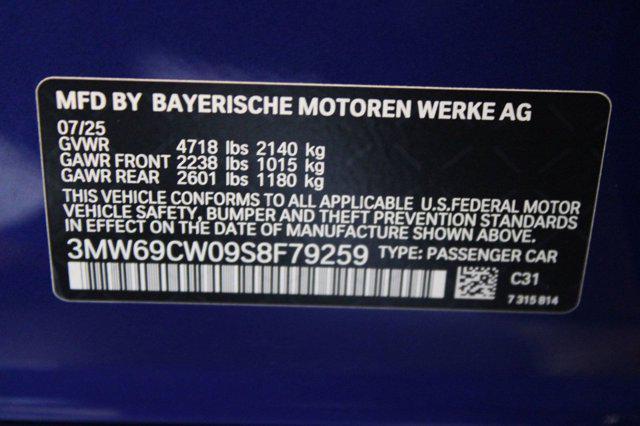 MFD BY BAYERISCHE MOTOREN WERKE AG
07/25
GVWR 4718 lbs 2140 kg
GAWR FRONT 2238 lbs 1015 kg
GAWR REAR 2601 lbs 1180 kg
THIS VEHICLE CONFORMS TO ALL APPLICABLE U.S.FEDERAL MOTOR
VEHICLE SAFETY, BUMPER AND THEFT PREVENTION STANDARDS
IN EFFECT ON THE DATE OF MANUFACTURE SHOWN ABOVE.
3MW69CW09S8F79259 TYPE: PASSENGER CAR
C31
7 315 814